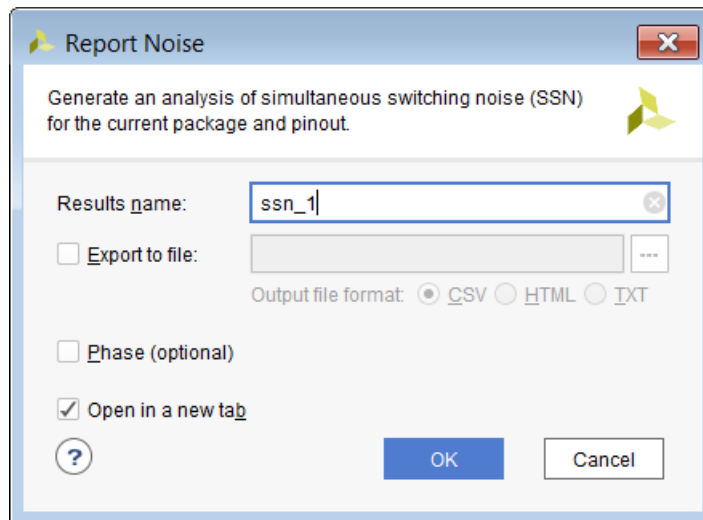 Report Noise
Generate an analysis of simultaneous switching noise (SSN)
for the current package and pinout.
Results name: ssn_1
Export to file: ...
Output file format: CSV HTML TXT
Phase (optional)
Open in a new tab
? OK Cancel